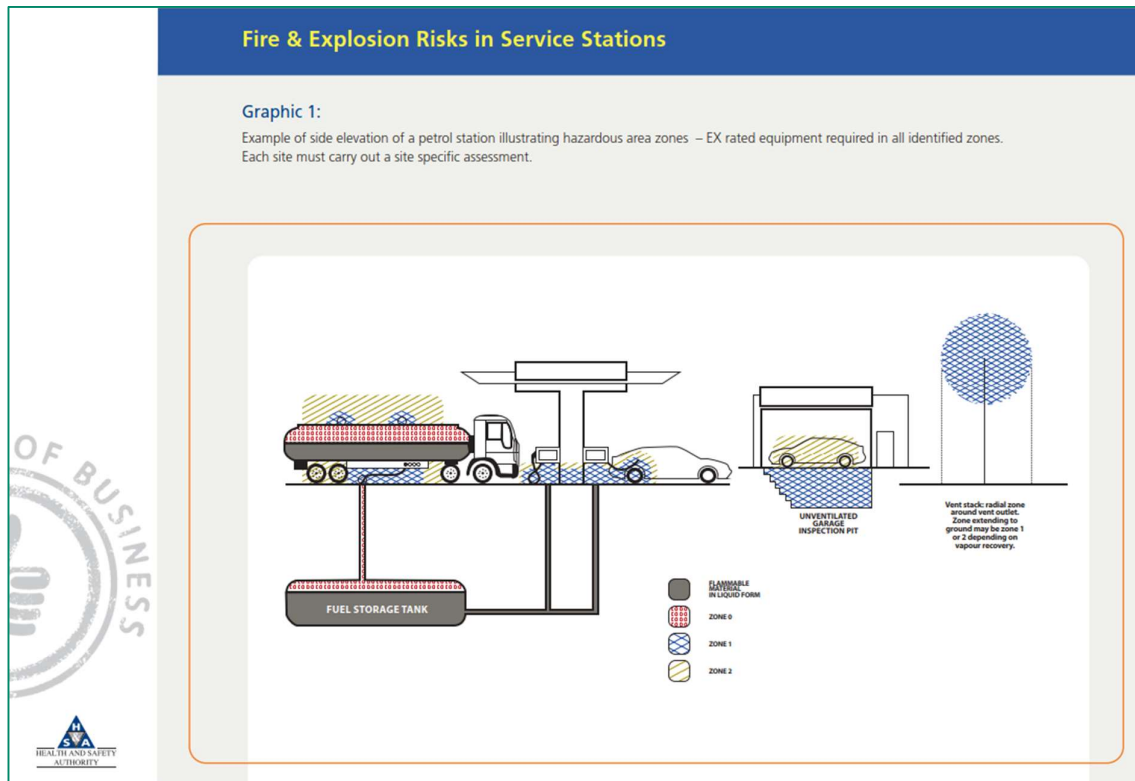 Fire & Explosion Risks in Service Stations
Graphic 1:
Example of side elevation of a petrol station illustrating hazardous area zones – EX rated equipment required in all identified zones.
Each site must carry out a site specific assessment.
OF BUSINESS
UNVENTILATED
GARAGE
INSPECTION PIT
Vent stack: radial zone
around vent outlet.
Zone extending to
ground may be zone 1
or 2 depending on
vapour recovery.
FUEL STORAGE TANK
FLAMMABLE
MATERIAL
IN LIQUID FORM
ZONE 0
ZONE 1
ZONE 2
H
S A
HEALTH AND SAFETY
AUTHORITY